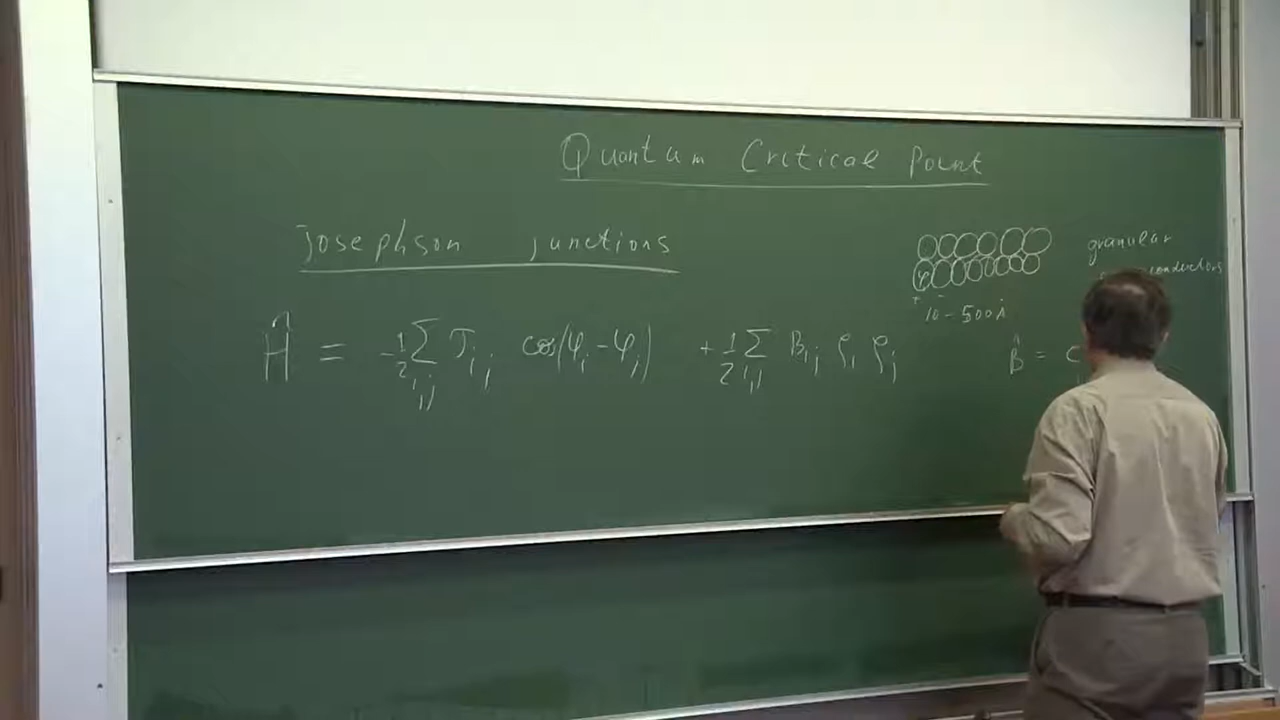 Quantum Critical Point
Josephson junctions
granular
φ
+ -
10 - 500Å
Ĥ = -1/2 Σ_{i,j} J_{ij} cos(φ_i - φ_j) + 1/2 Σ_{i,j} B_{ij} ρ_i ρ_j
B̂ = C